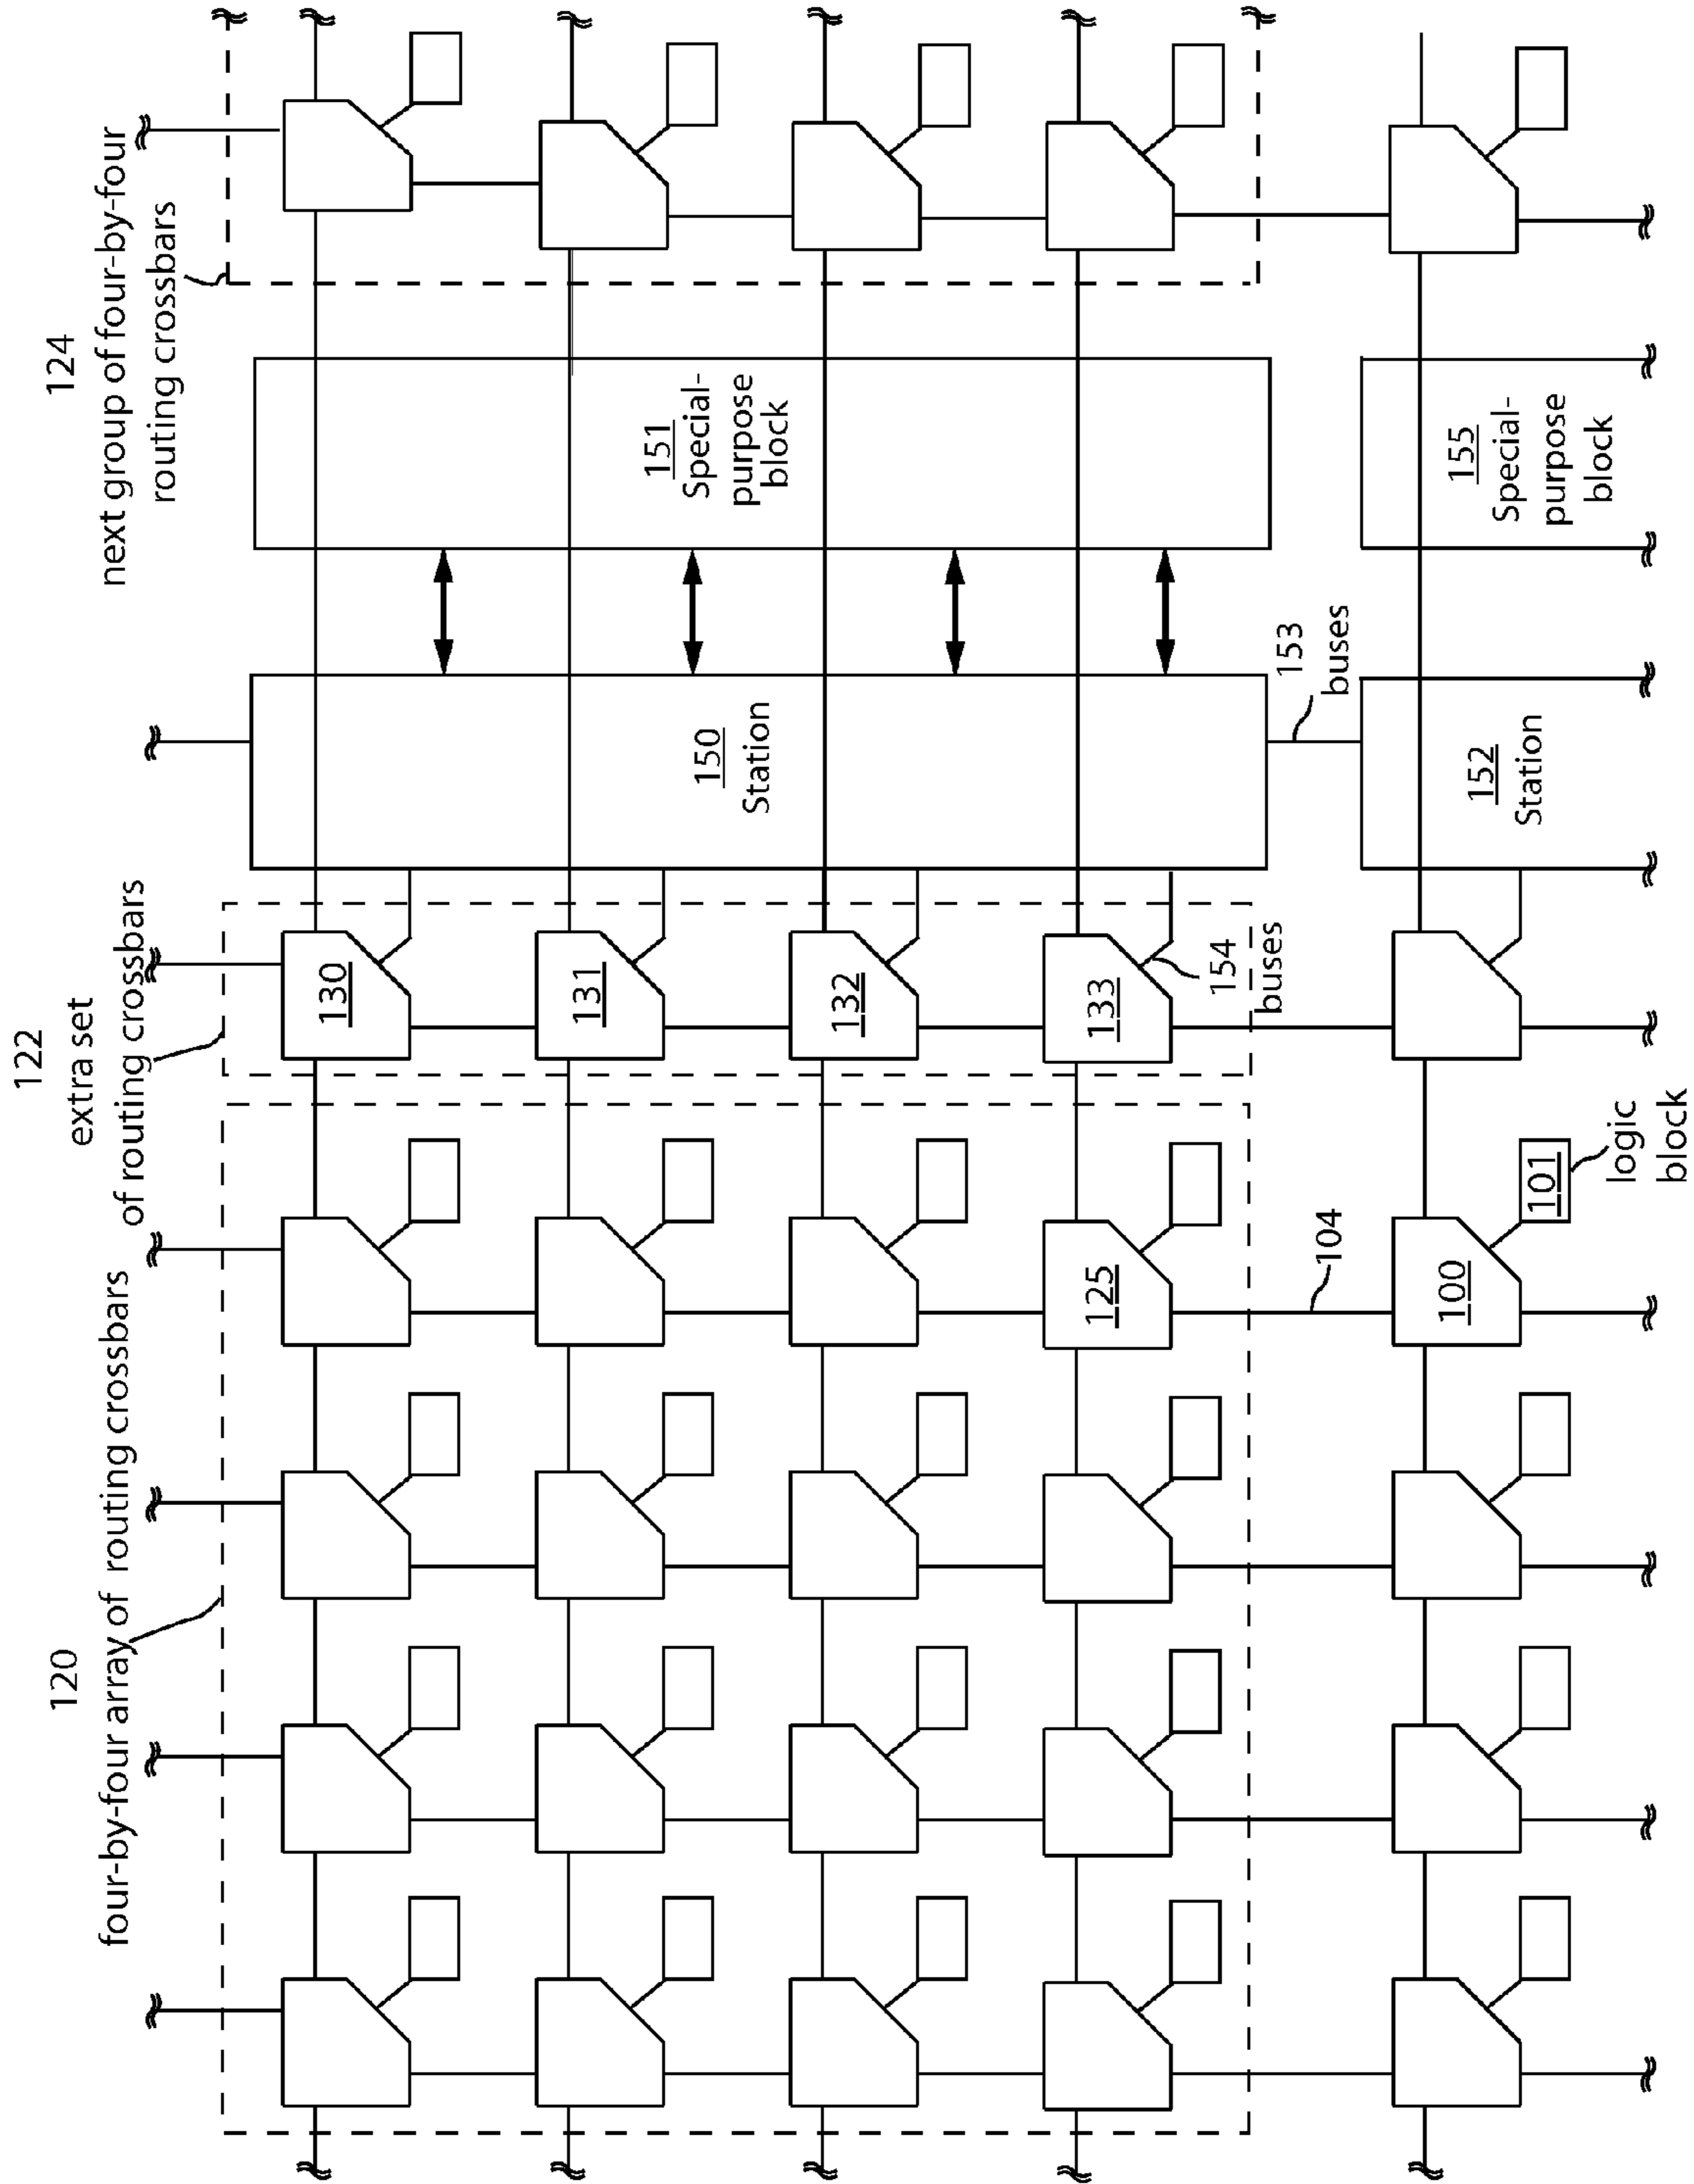 120
four-by-four array of routing crossbars
122
extra set
of routing crossbars
124
next group of four-by-four
routing crossbars
130
131
132
133
125
100
101
logic
block
104
154
buses
150
Station
151
Special-
purpose
block
153
buses
152
Station
155
Special-
purpose
block